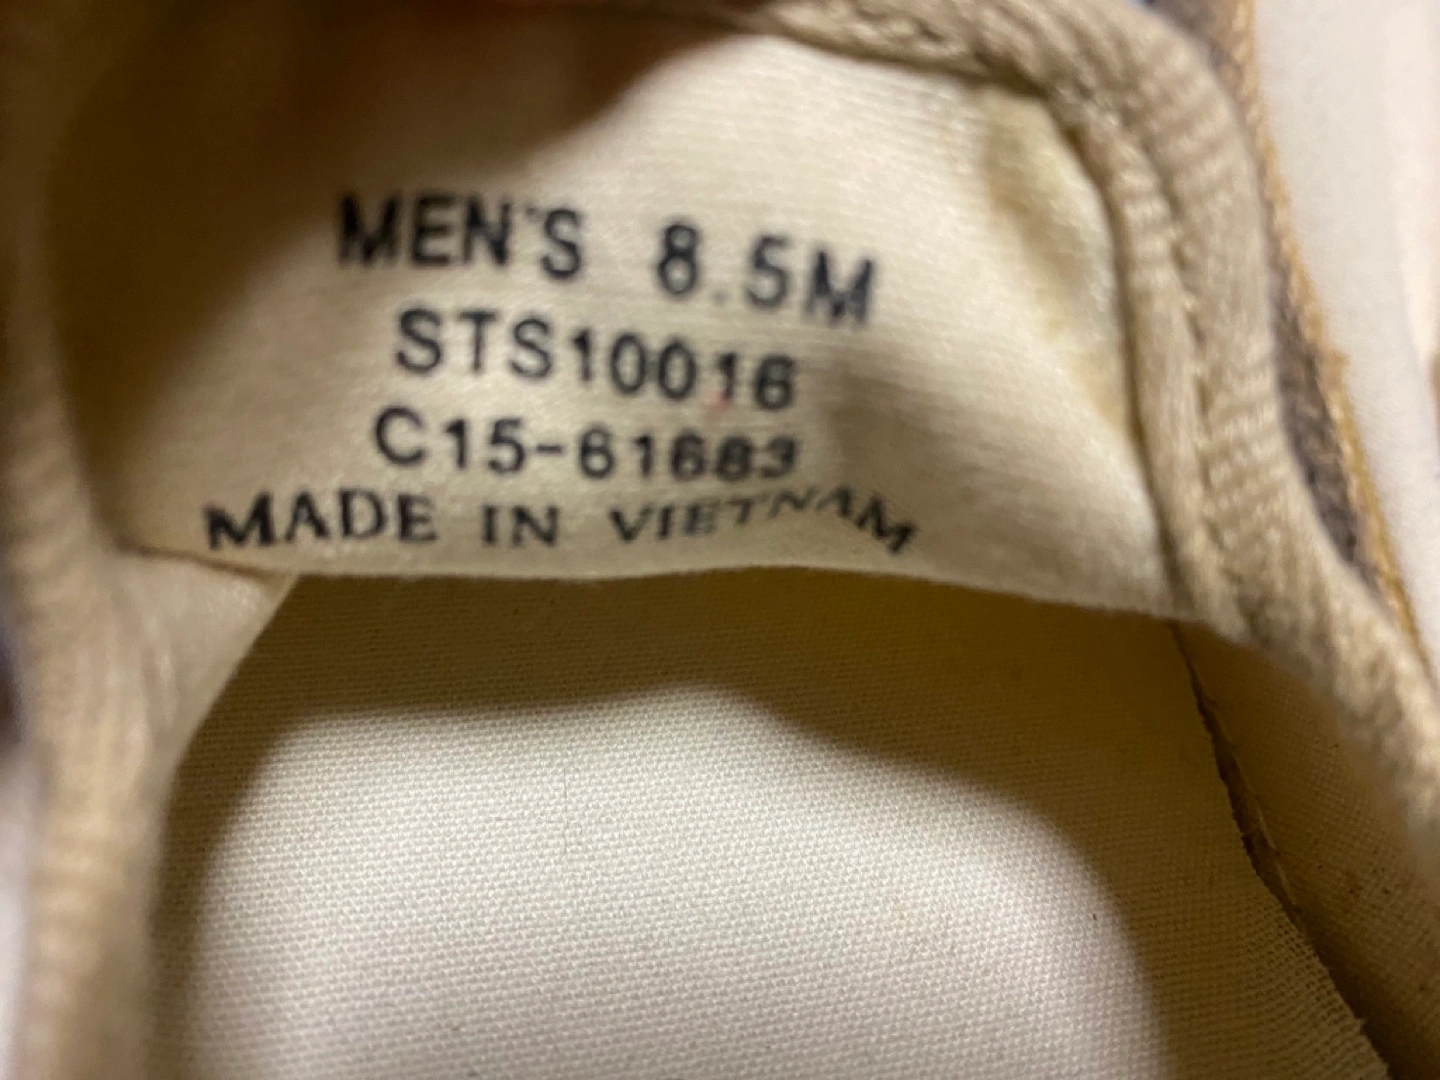 MEN'S 8.5M
STS10016
C15-61683
MADE IN VIETNAM